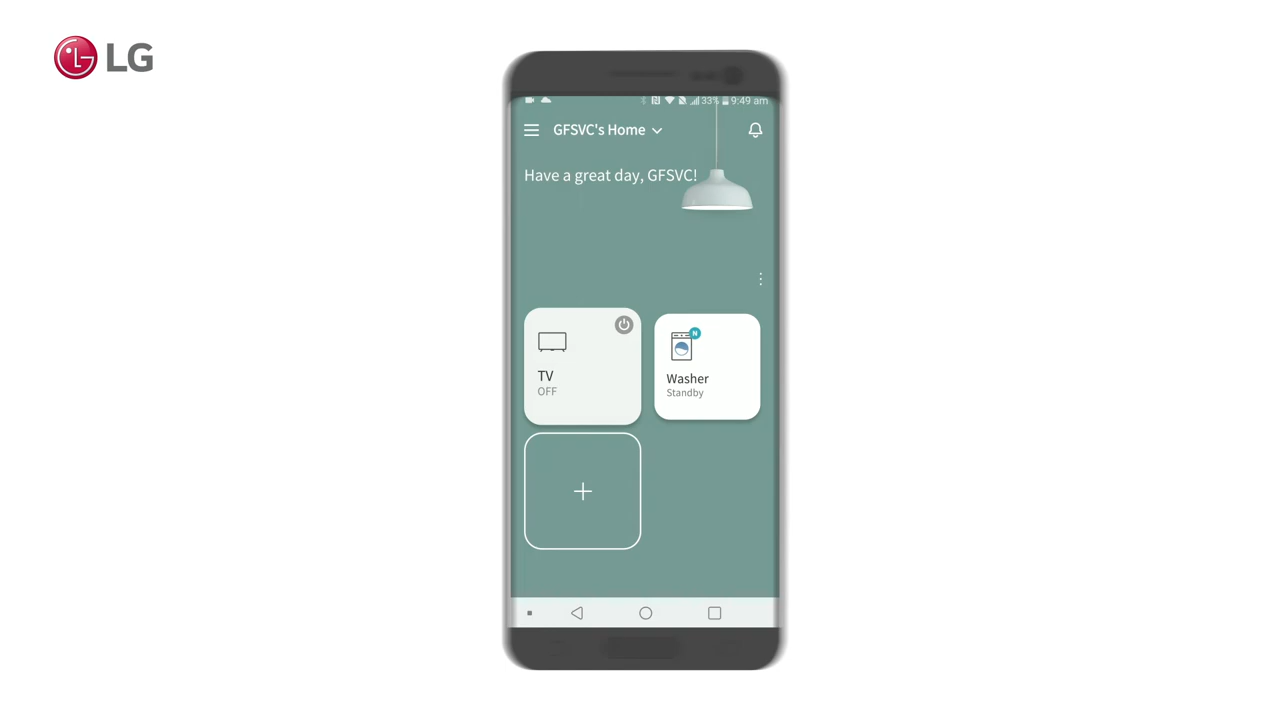 LG
33% 9:49 am
GFSVC's Home
Have a great day, GFSVC!
TV
OFF
N
Washer
Standby